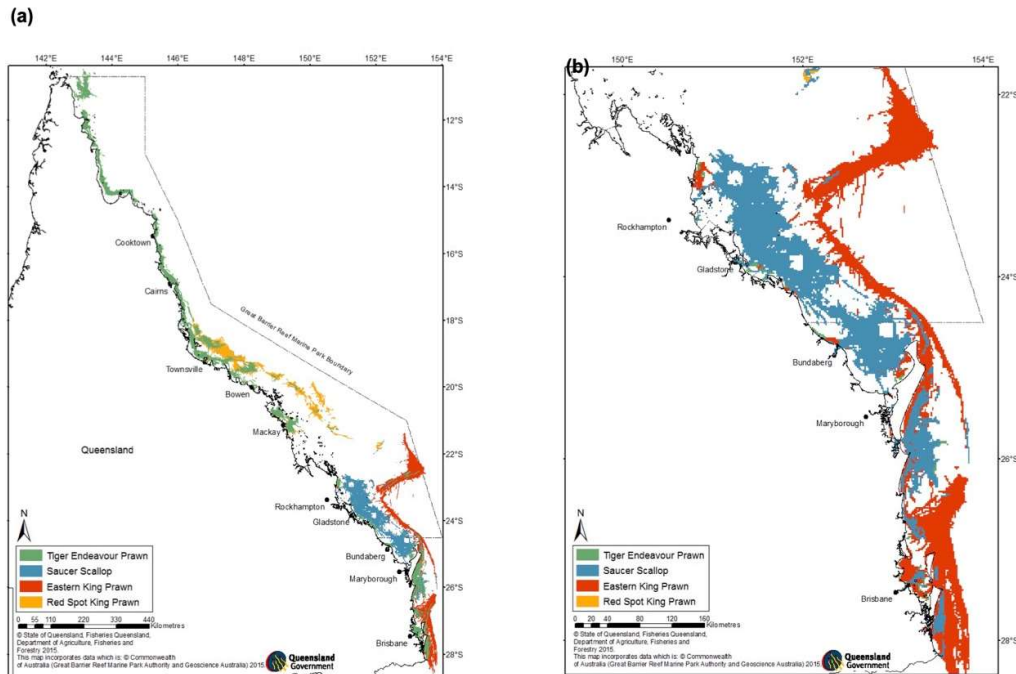 (a)
142°E 144°E 146°E 148°E 150°E 152°E 154°E
12°S
14°S
Cooktown
16°S
Cairns
18°S
Great Barrier Reef Marine Park Boundary
Townsville
20°S
Bowen
Mackay
Queensland
22°S
Rockhampton
Gladstone
24°S
Bundaberg
Maryborough
26°S
Brisbane
28°S
N
Tiger Endeavour Prawn
Saucer Scallop
Eastern King Prawn
Red Spot King Prawn
0 55 110 220 330 440
Kilometres
© State of Queensland, Fisheries Queensland,
Department of Agriculture, Fisheries and
Forestry 2015.
This map incorporates data which is: © Commonwealth
of Australia (Great Barrier Reef Marine Park Authority and Geoscience Australia) 2015.
Queensland
Government
(b)
150°E 152°E 154°E
22°S
Rockhampton
Gladstone
24°S
Bundaberg
Maryborough
26°S
Brisbane
28°S
N
Tiger Endeavour Prawn
Saucer Scallop
Eastern King Prawn
Red Spot King Prawn
0 20 40 80 120 160
Kilometres
© State of Queensland, Fisheries Queensland,
Department of Agriculture, Fisheries and
Forestry 2015.
This map incorporates data which is: © Commonwealth
of Australia (Great Barrier Reef Marine Park Authority and Geoscience Australia) 2015.
Queensland
Government